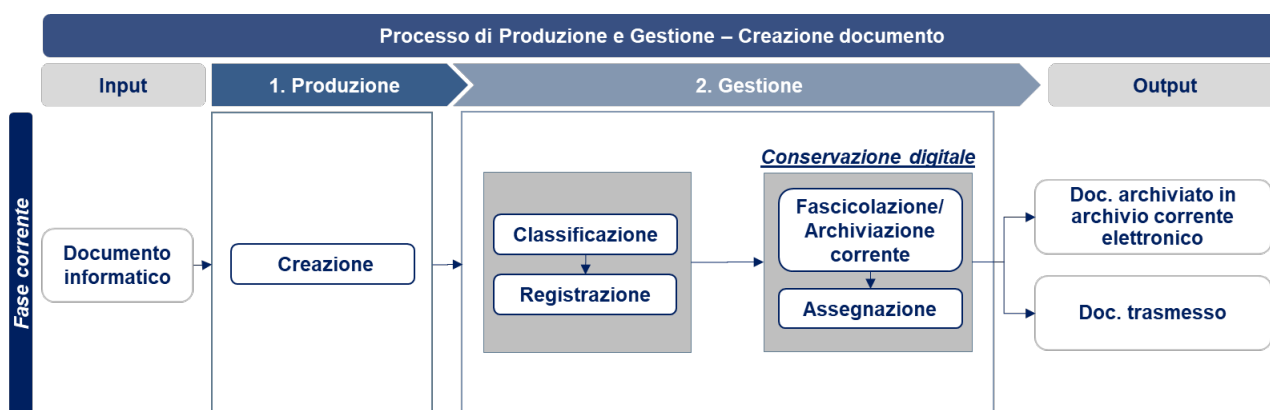 Processo di Produzione e Gestione – Creazione documento
Input
1. Produzione
2. Gestione
Output
Fase corrente
Documento
informatico
Creazione
Classificazione
Registrazione
Conservazione digitale
Fascicolazione/
Archiviazione
corrente
Assegnazione
Doc. archiviato in
archivio corrente
elettronico
Doc. trasmesso